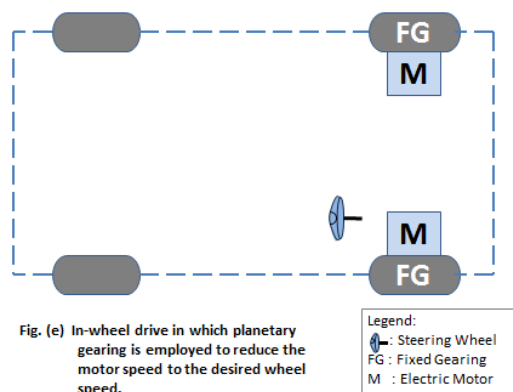 FG
M
M
FG
Fig. (e) In-wheel drive in which planetary
gearing is employed to reduce the
motor speed to the desired wheel
speed.
Legend:
: Steering Wheel
FG : Fixed Gearing
M : Electric Motor